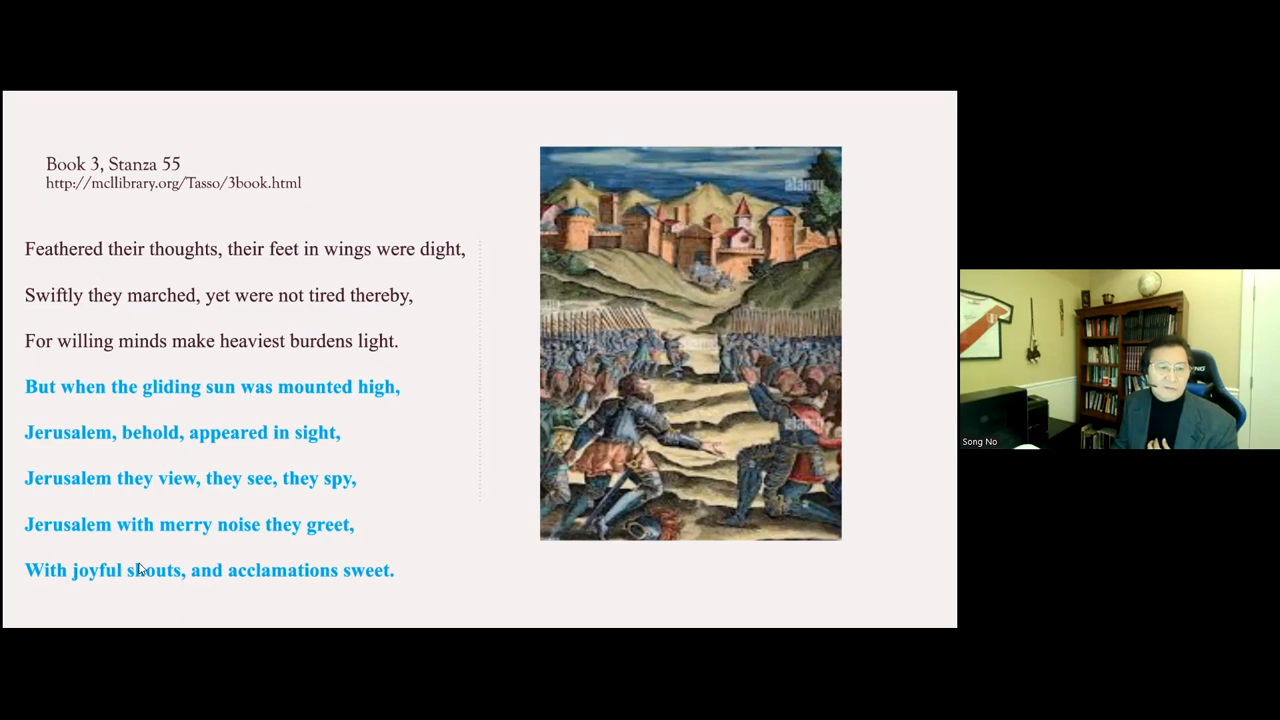 Book 3, Stanza 55
http://mcllibrary.org/Tasso/3book.html
Feathered their thoughts, their feet in wings were dight,
Swiftly they marched, yet were not tired thereby,
For willing minds make heaviest burdens light.
But when the gliding sun was mounted high,
Jerusalem, behold, appeared in sight,
Jerusalem they view, they see, they spy,
Jerusalem with merry noise they greet,
With joyful shouts, and acclamations sweet.
alamy
alamy
Song No